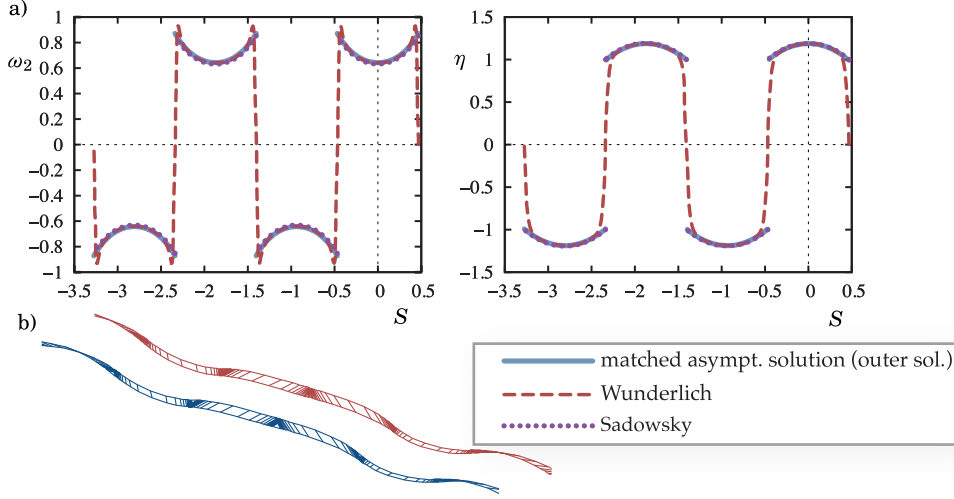 a)
1
0.8
0.6
0.4
0.2
0
−0.2
−0.4
−0.6
−0.8
−1
ω₂
−3.5 −3 −2.5 −2 −1.5 −1 −0.5 0 0.5
S
1.5
1
0.5
0
−0.5
−1
−1.5
η
−3.5 −3 −2.5 −2 −1.5 −1 −0.5 0 0.5
S
b)
matched asympt. solution (outer sol.)
Wunderlich
Sadowsky